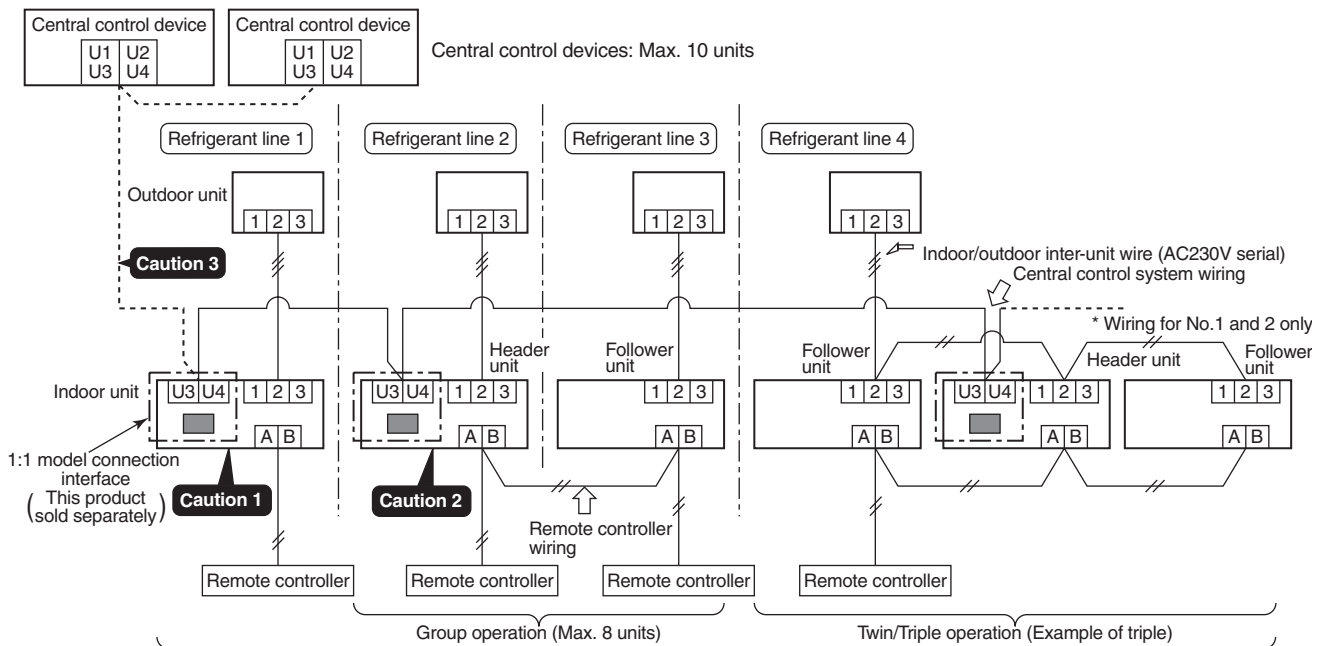 Central control device
Central control device
U1 U2
U3 U4
U1 U2
U3 U4
Central control devices: Max. 10 units
Refrigerant line 1
Refrigerant line 2
Refrigerant line 3
Refrigerant line 4
Outdoor unit
1 2 3
1 2 3
1 2 3
1 2 3
Caution 3
Indoor/outdoor inter-unit wire (AC230V serial)
Central control system wiring
* Wiring for No.1 and 2 only
Header
unit
Follower
unit
Follower
unit
Header unit
Follower
unit
Indoor unit
U3 U4
1 2 3
U3 U4
1 2 3
1 2 3
1 2 3
U3 U4
1 2 3
1 2 3
A B
A B
A B
A B
A B
A B
1:1 model connection
interface
( This product
sold separately )
Caution 1
Caution 2
Remote controller
wiring
Remote controller
Remote controller
Remote controller
Remote controller
Group operation (Max. 8 units)
Twin/Triple operation (Example of triple)